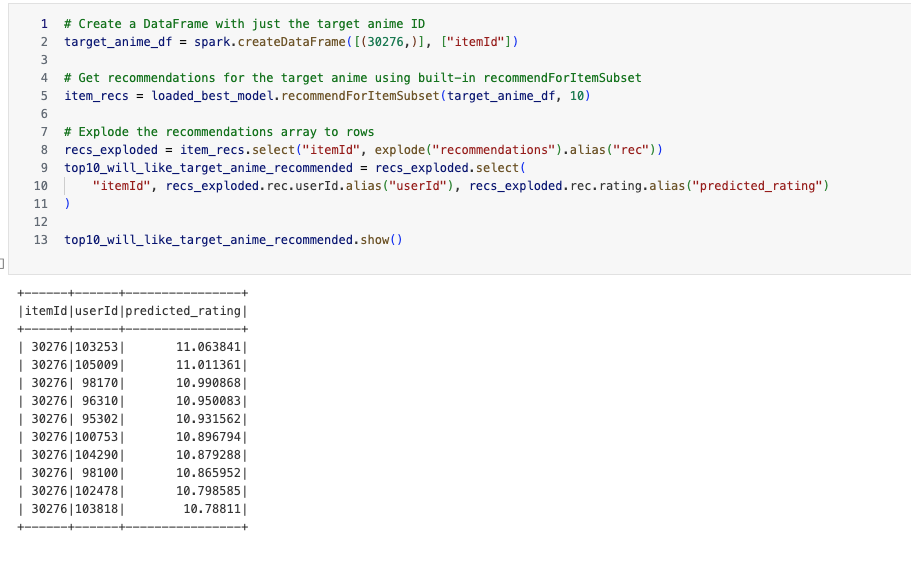 1 # Create a DataFrame with just the target anime ID
2 target_anime_df = spark.createDataFrame([(30276,)], ["itemId"])
3
4 # Get recommendations for the target anime using built-in recommendForItemSubset
5 item_recs = loaded_best_model.recommendForItemSubset(target_anime_df, 10)
6
7 # Explode the recommendations array to rows
8 recs_exploded = item_recs.select("itemId", explode("recommendations").alias("rec"))
9 top10_will_like_target_anime_recommended = recs_exploded.select(
10     "itemId", recs_exploded.rec.userId.alias("userId"), recs_exploded.rec.rating.alias("predicted_rating")
11 )
12
13 top10_will_like_target_anime_recommended.show()
+------+------+----------------+
|itemId|userId|predicted_rating|
+------+------+----------------+
| 30276|103253|       11.063841|
| 30276|105009|       11.011361|
| 30276| 98170|       10.990868|
| 30276| 96310|       10.950083|
| 30276| 95302|       10.931562|
| 30276|100753|       10.896794|
| 30276|104290|       10.879288|
| 30276| 98100|       10.865952|
| 30276|102478|       10.798585|
| 30276|103818|        10.78811|
+------+------+----------------+